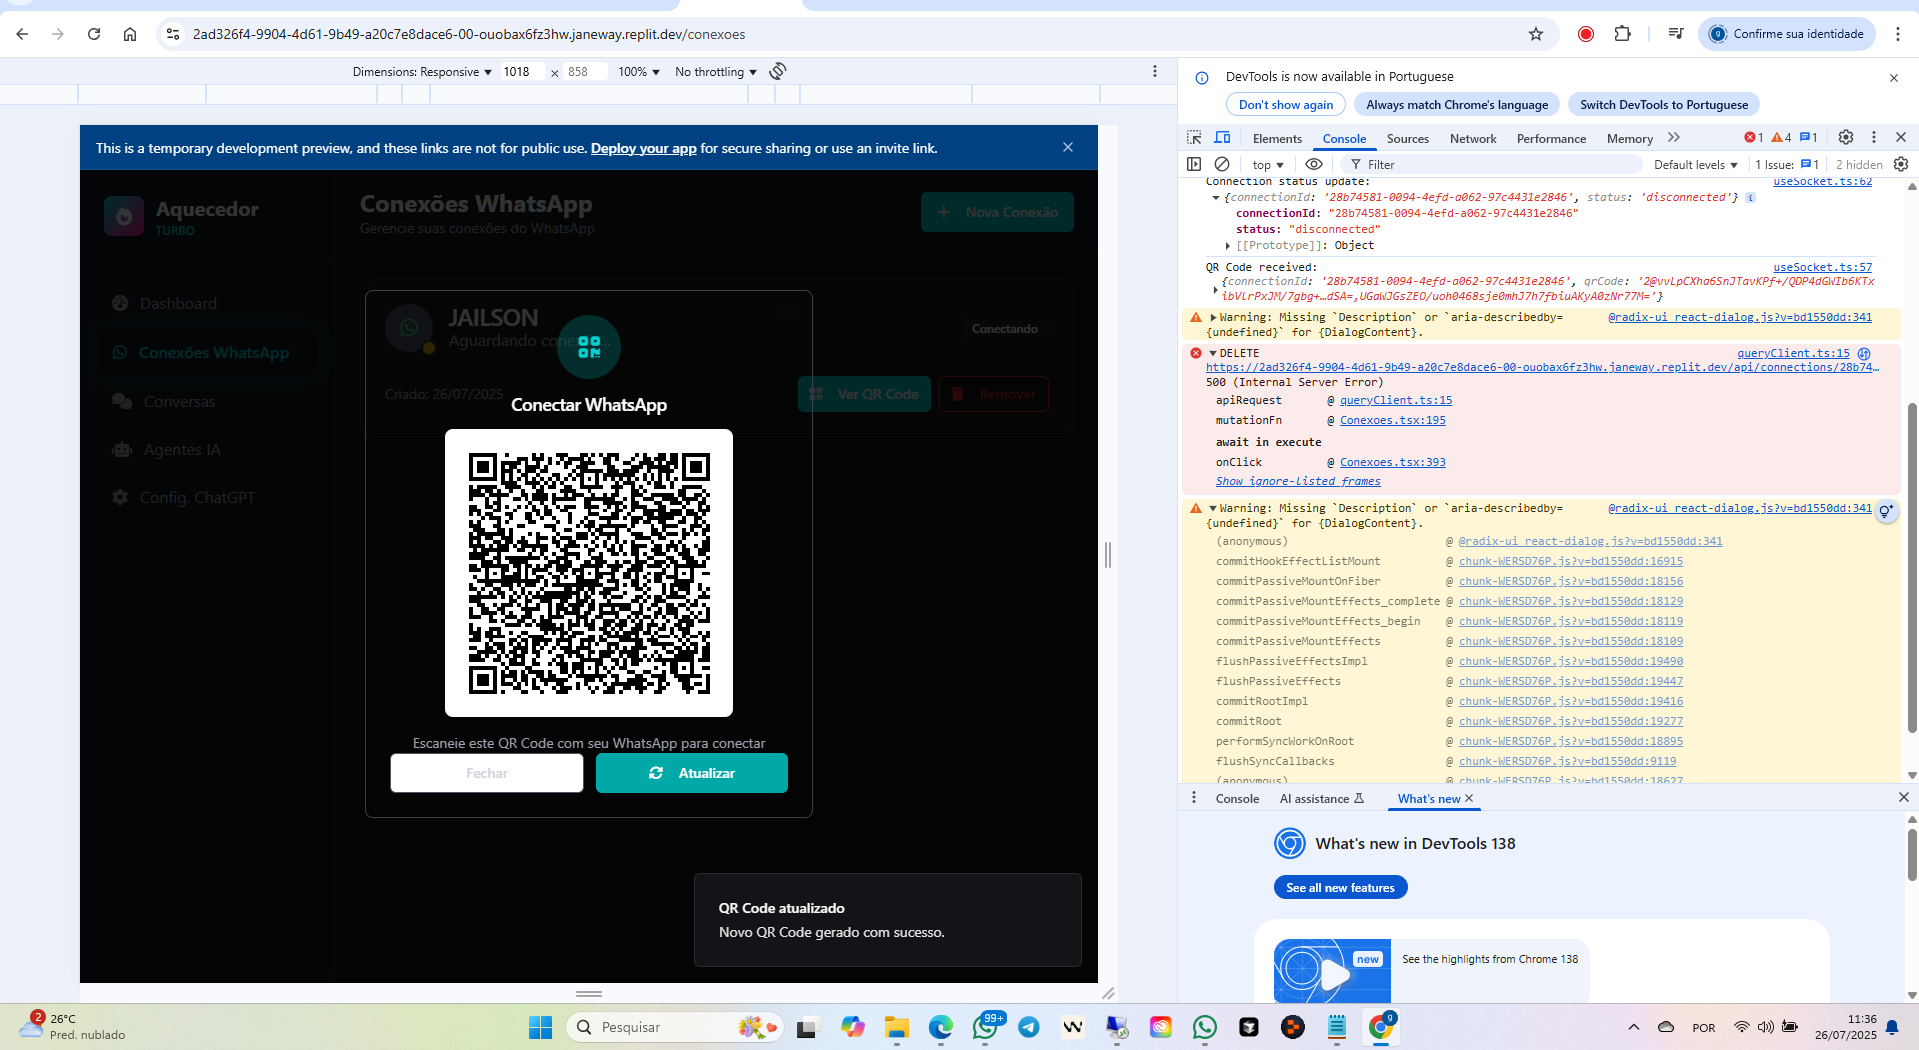 2ad326f4-9904-4d61-9b49-a20c7e8dace6-00-ouobax6fz3hw.janeway.replit.dev/conexoes
g Confirme sua identidade
Dimensions: Responsive 1018 × 858 100% No throttling
This is a temporary development preview, and these links are not for public use. Deploy your app for secure sharing or use an invite link.
Aquecedor
TURBO
Dashboard
Conexões WhatsApp
Conversas
Agentes IA
Config. ChatGPT
Conexões WhatsApp
Gerencie suas conexões do WhatsApp
Nova Conexão
JAILSON
Conectando
Criado: 26/07/2025
Ver QR Code
Remover
Conectar WhatsApp
Escaneie este QR Code com seu WhatsApp para conectar
Fechar
Atualizar
QR Code atualizado
Novo QR Code gerado com sucesso.
DevTools is now available in Portuguese
Don't show again Always match Chrome's language Switch DevTools to Portuguese
Elements Console Sources Network Performance Memory 1 4 1
top Filter Default levels 1 Issue: 1 2 hidden
Connection status update: useSocket.ts:62
{connectionId: '28b74581-0094-4efd-a062-97c4431e2846', status: 'disconnected'}
connectionId: "28b74581-0094-4efd-a062-97c4431e2846"
status: "disconnected"
[[Prototype]]: Object
QR Code received: useSocket.ts:57
{connectionId: '28b74581-0094-4efd-a062-97c4431e2846', qrCode: '2@vvLpCXha6SnJTavKPf+/QDP4dGWIb6KTx
ibVlrPxJM/7gbg+…dSA=,UGaWJGsZEO/uoh0468sje0mhJ7h7fbiuAKyA0zNr77M='}
Warning: Missing `Description` or `aria-describedby= @radix-ui_react-dialog.js?v=bd1550dd:341
{undefined}` for {DialogContent}.
DELETE queryClient.ts:15
https://2ad326f4-9904-4d61-9b49-a20c7e8dace6-00-ouobax6fz3hw.janeway.replit.dev/api/connections/28b74…
500 (Internal Server Error)
apiRequest @ queryClient.ts:15
mutationFn @ Conexoes.tsx:195
await in execute
onClick @ Conexoes.tsx:393
Show ignore-listed frames
Warning: Missing `Description` or `aria-describedby= @radix-ui_react-dialog.js?v=bd1550dd:341
{undefined}` for {DialogContent}.
(anonymous) @ @radix-ui_react-dialog.js?v=bd1550dd:341
commitHookEffectListMount @ chunk-WERSD76P.js?v=bd1550dd:16915
commitPassiveMountOnFiber @ chunk-WERSD76P.js?v=bd1550dd:18156
commitPassiveMountEffects_complete @ chunk-WERSD76P.js?v=bd1550dd:18129
commitPassiveMountEffects_begin @ chunk-WERSD76P.js?v=bd1550dd:18119
commitPassiveMountEffects @ chunk-WERSD76P.js?v=bd1550dd:18109
flushPassiveEffectsImpl @ chunk-WERSD76P.js?v=bd1550dd:19490
flushPassiveEffects @ chunk-WERSD76P.js?v=bd1550dd:19447
commitRootImpl @ chunk-WERSD76P.js?v=bd1550dd:19416
commitRoot @ chunk-WERSD76P.js?v=bd1550dd:19277
performSyncWorkOnRoot @ chunk-WERSD76P.js?v=bd1550dd:18895
flushSyncCallbacks @ chunk-WERSD76P.js?v=bd1550dd:9119
(anonymous) @ chunk-WERSD76P.js?v=bd1550dd:18627
Console AI assistance What's new
What's new in DevTools 138
See all new features
new
See the highlights from Chrome 138
2
26°C
Pred. nublado
Pesquisar
99+
POR
11:36
26/07/2025